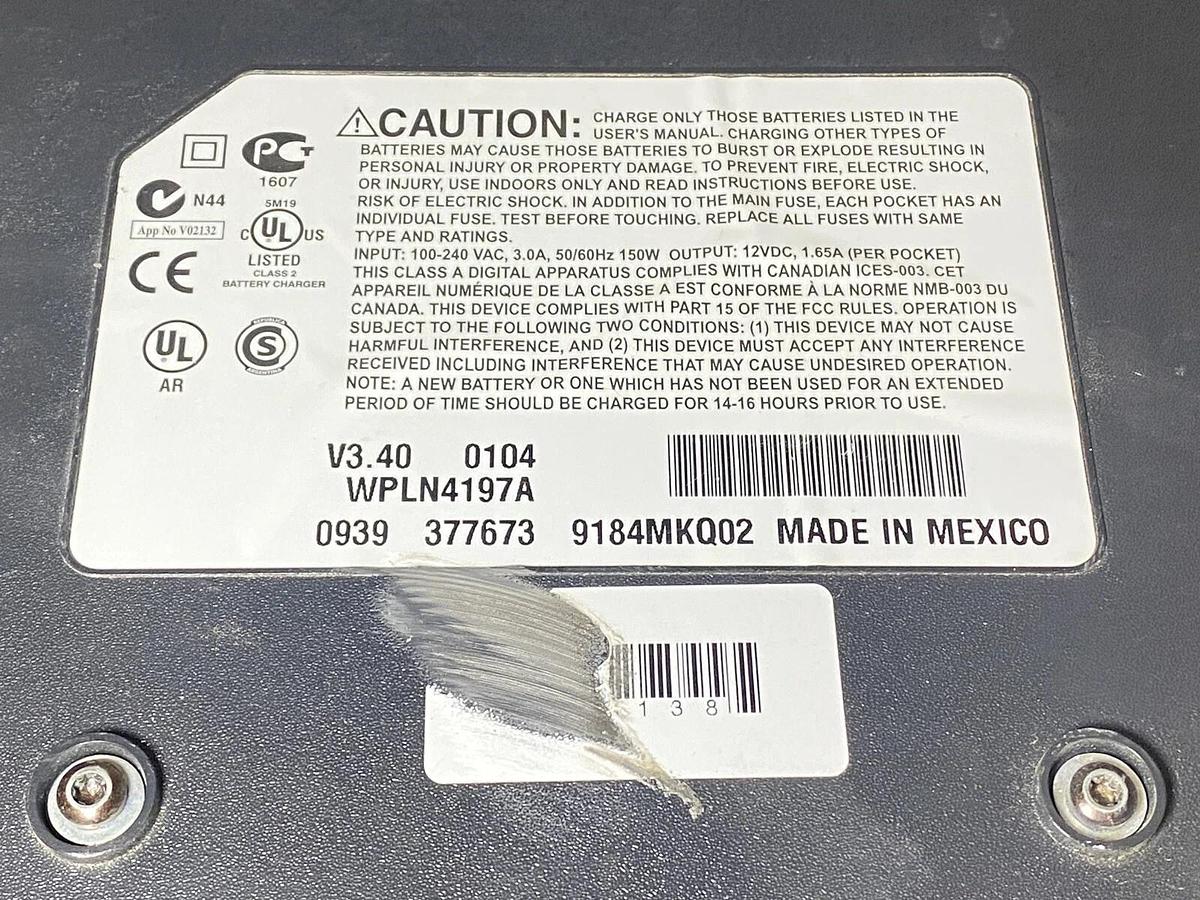 ⚠CAUTION: CHARGE ONLY THOSE BATTERIES LISTED IN THE
USER'S MANUAL. CHARGING OTHER TYPES OF
BATTERIES MAY CAUSE THOSE BATTERIES TO BURST OR EXPLODE RESULTING IN
PERSONAL INJURY OR PROPERTY DAMAGE. TO PREVENT FIRE, ELECTRIC SHOCK,
OR INJURY, USE INDOORS ONLY AND READ INSTRUCTIONS BEFORE USE.
RISK OF ELECTRIC SHOCK. IN ADDITION TO THE MAIN FUSE, EACH POCKET HAS AN
INDIVIDUAL FUSE. TEST BEFORE TOUCHING. REPLACE ALL FUSES WITH SAME
TYPE AND RATINGS.
INPUT: 100-240 VAC, 3.0A, 50/60Hz 150W OUTPUT: 12VDC, 1.65A (PER POCKET)
THIS CLASS A DIGITAL APPARATUS COMPLIES WITH CANADIAN ICES-003. CET
APPAREIL NUMÉRIQUE DE LA CLASSE A EST CONFORME À LA NORME NMB-003 DU
CANADA. THIS DEVICE COMPLIES WITH PART 15 OF THE FCC RULES. OPERATION IS
SUBJECT TO THE FOLLOWING TWO CONDITIONS: (1) THIS DEVICE MAY NOT CAUSE
HARMFUL INTERFERENCE, AND (2) THIS DEVICE MUST ACCEPT ANY INTERFERENCE
RECEIVED INCLUDING INTERFERENCE THAT MAY CAUSE UNDESIRED OPERATION.
NOTE: A NEW BATTERY OR ONE WHICH HAS NOT BEEN USED FOR AN EXTENDED
PERIOD OF TIME SHOULD BE CHARGED FOR 14-16 HOURS PRIOR TO USE.
PCT
1607
N44
App No V02132
5M19
C UL US
LISTED
CLASS 2
BATTERY CHARGER
CE
UL
AR
REPUBLICA
S
ARGENTINA
V3.40 0104
WPLN4197A
0939 377673 9184MKQ02 MADE IN MEXICO
138